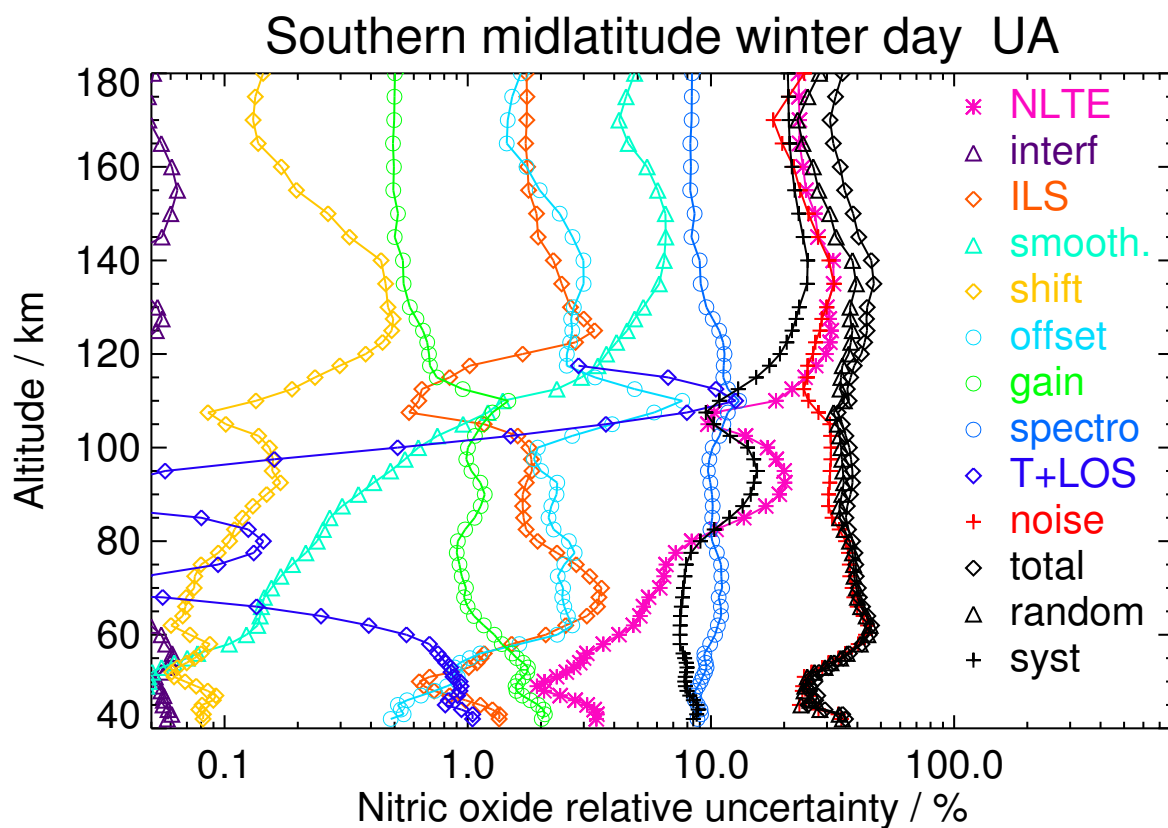 Southern midlatitude winter day UA
180
160
140
120
100
80
60
40
Altitude / km
0.1
1.0
10.0
100.0
Nitric oxide relative uncertainty / %
NLTE
interf
ILS
smooth.
shift
offset
gain
spectro
T+LOS
noise
total
random
syst